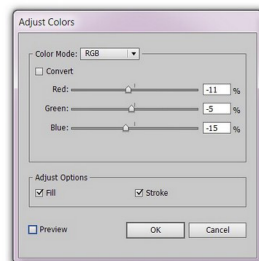 Adjust Colors
Color Mode: RGB
Convert
Red: -11 %
Green: -5 %
Blue: -15 %
Adjust Options
Fill Stroke
Preview OK Cancel